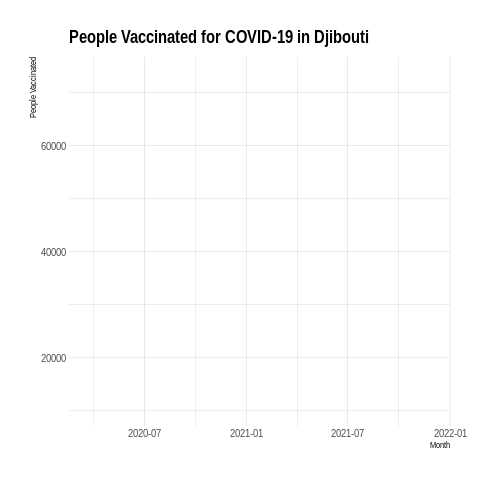 People Vaccinated for COVID-19 in Djibouti
People Vaccinated
60000
40000
20000
2020-07 2021-01 2021-07 2022-01
Month